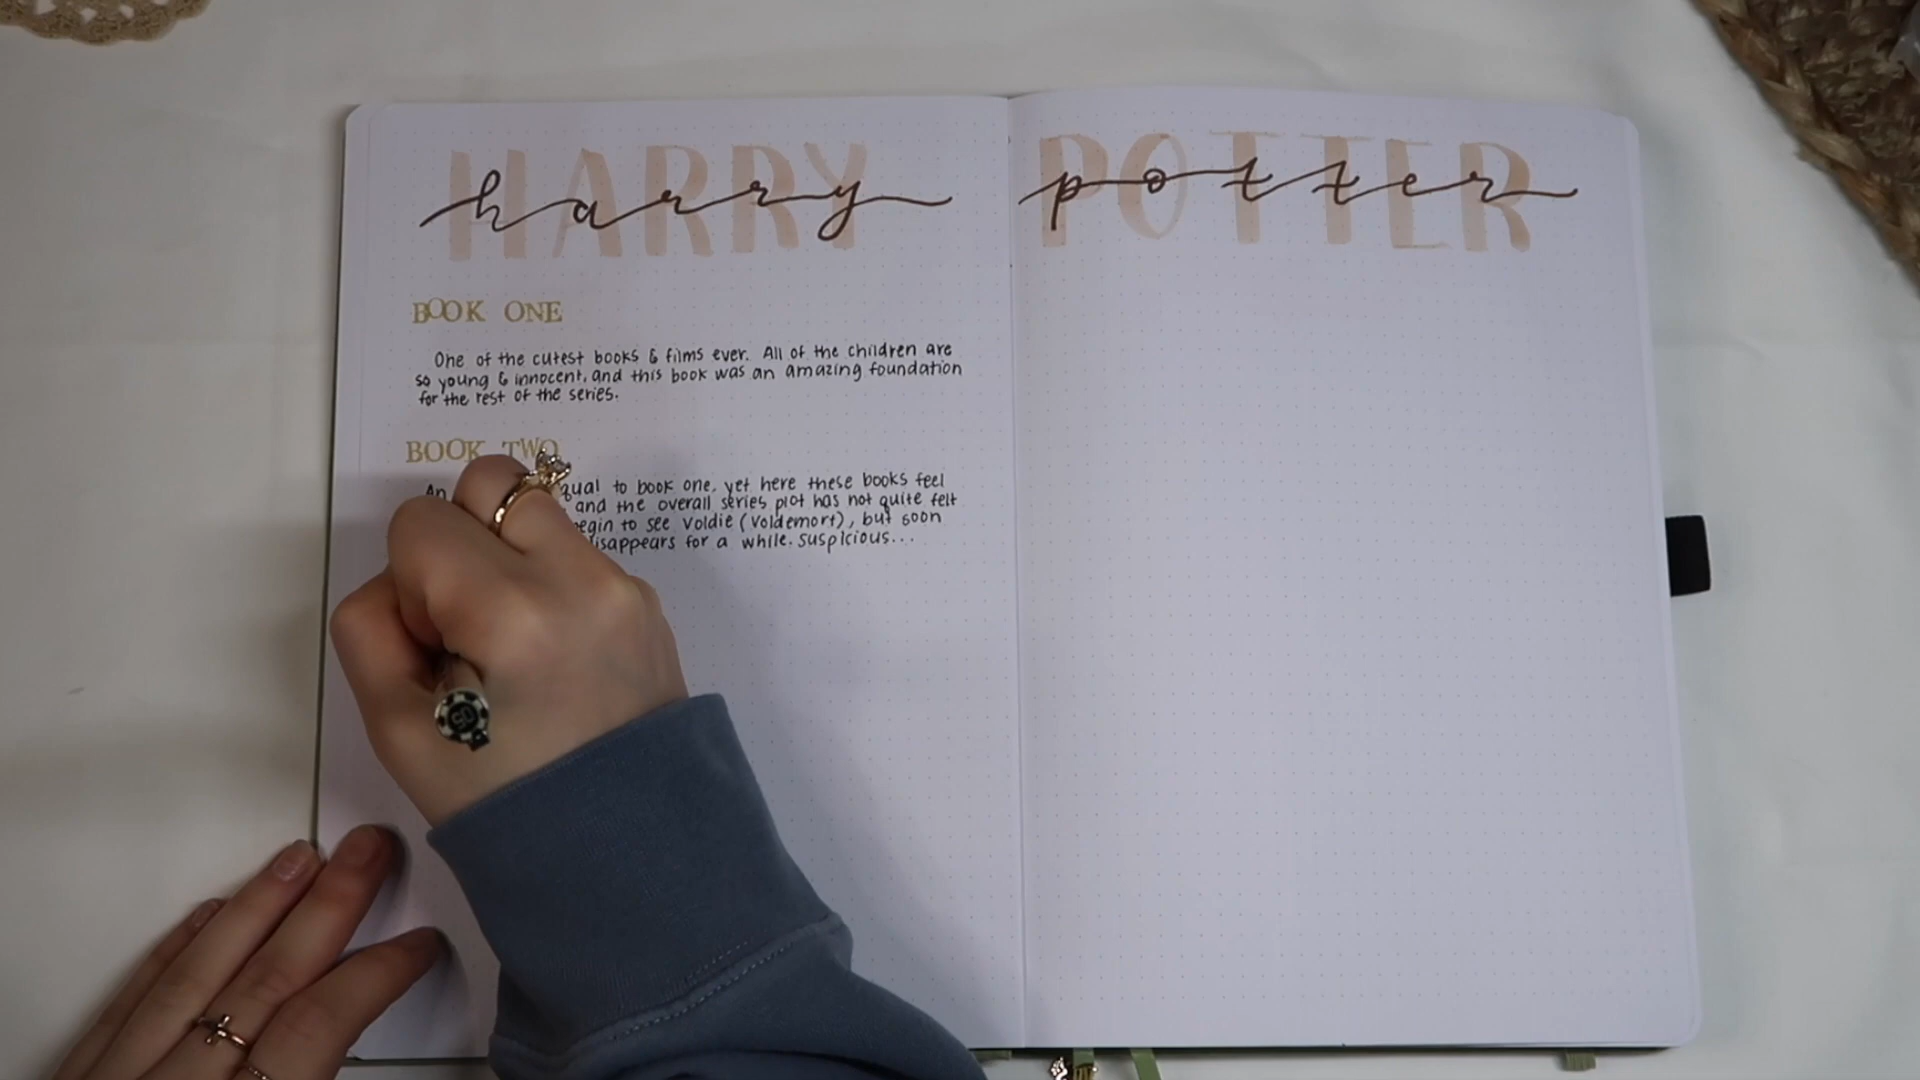 HARRY POTTER
harry potter
BOOK ONE
One of the cutest books & films ever. All of the children are
so young & innocent, and this book was an amazing foundation
for the rest of the series.
BOOK TWO
An to book one, yet here these books feel
and the overall series plot has not quite felt
to see Voldie (Voldemort), but soon
disappears for a while. suspicious...
05